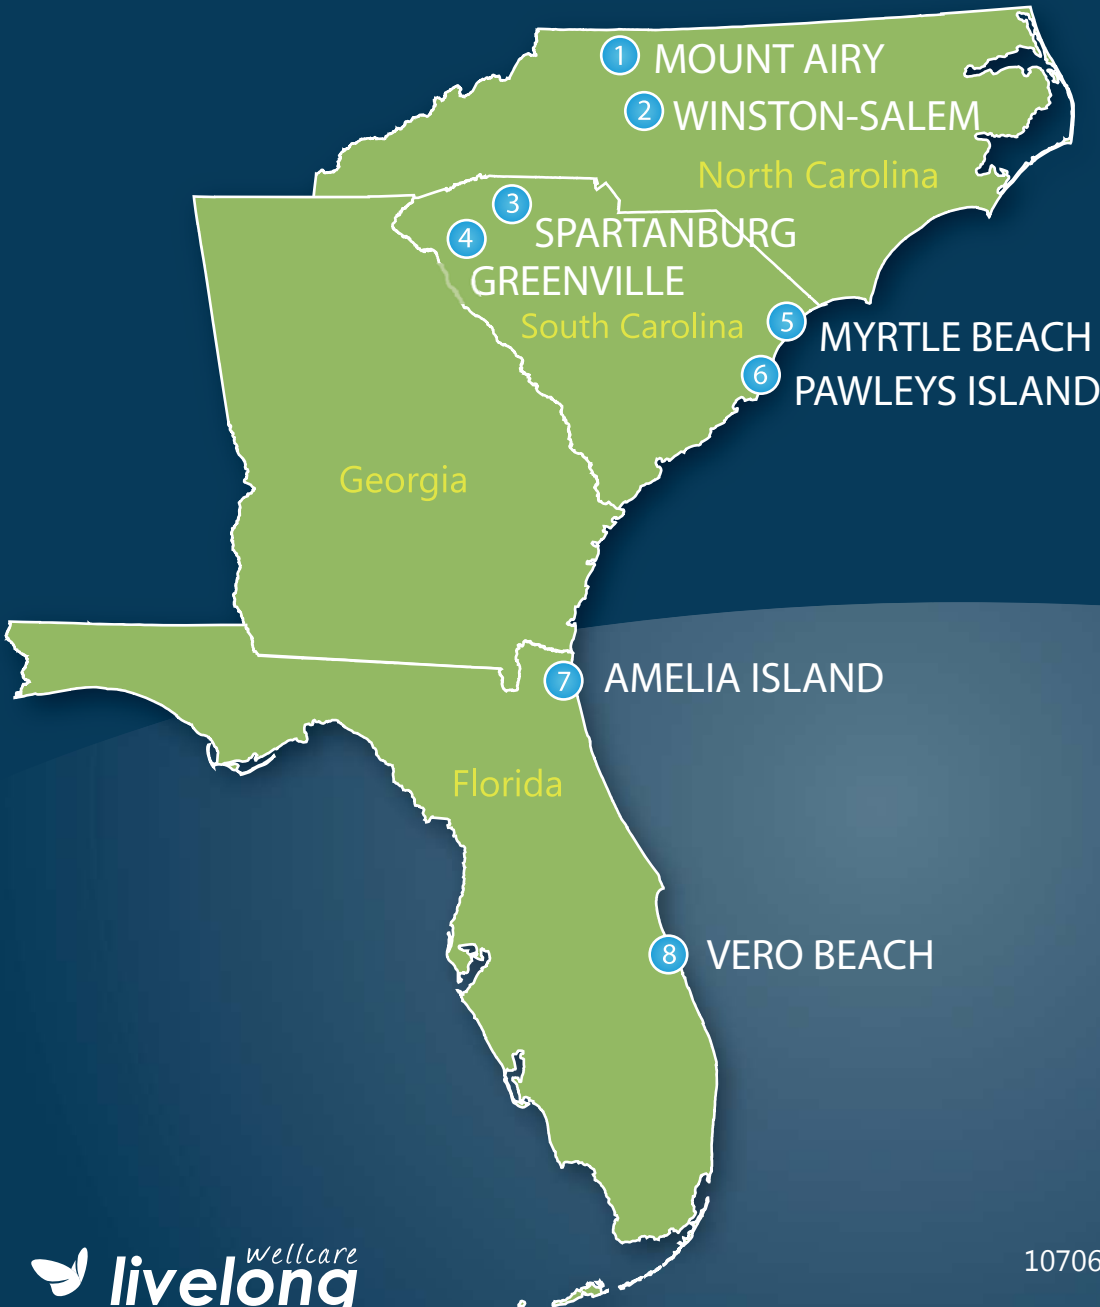 1 MOUNT AIRY
2 WINSTON-SALEM
North Carolina
3 SPARTANBURG
4 GREENVILLE
South Carolina
5 MYRTLE BEACH
6 PAWLEYS ISLAND
Georgia
7 AMELIA ISLAND
Florida
8 VERO BEACH
wellcare
livelong
10706